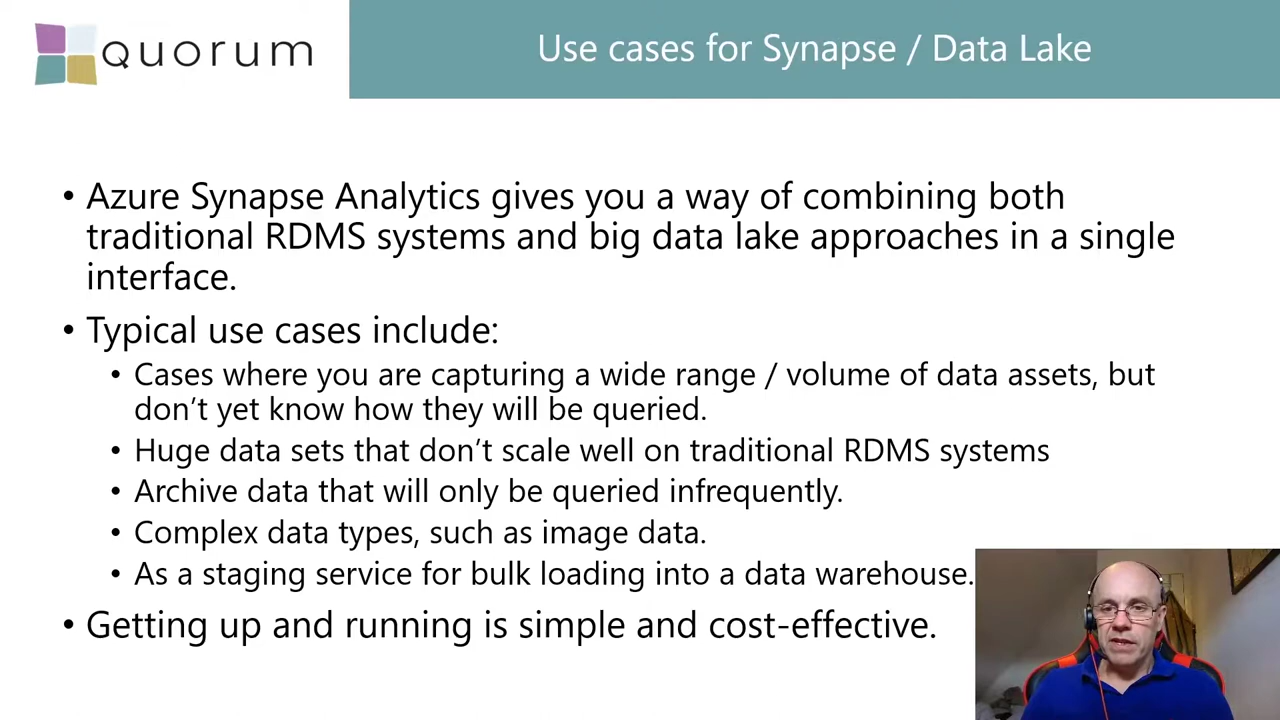 quorum
Use cases for Synapse / Data Lake
• Azure Synapse Analytics gives you a way of combining both
traditional RDMS systems and big data lake approaches in a single
interface.
• Typical use cases include:
• Cases where you are capturing a wide range / volume of data assets, but
don’t yet know how they will be queried.
• Huge data sets that don’t scale well on traditional RDMS systems
• Archive data that will only be queried infrequently.
• Complex data types, such as image data.
• As a staging service for bulk loading into a data warehouse.
• Getting up and running is simple and cost-effective.